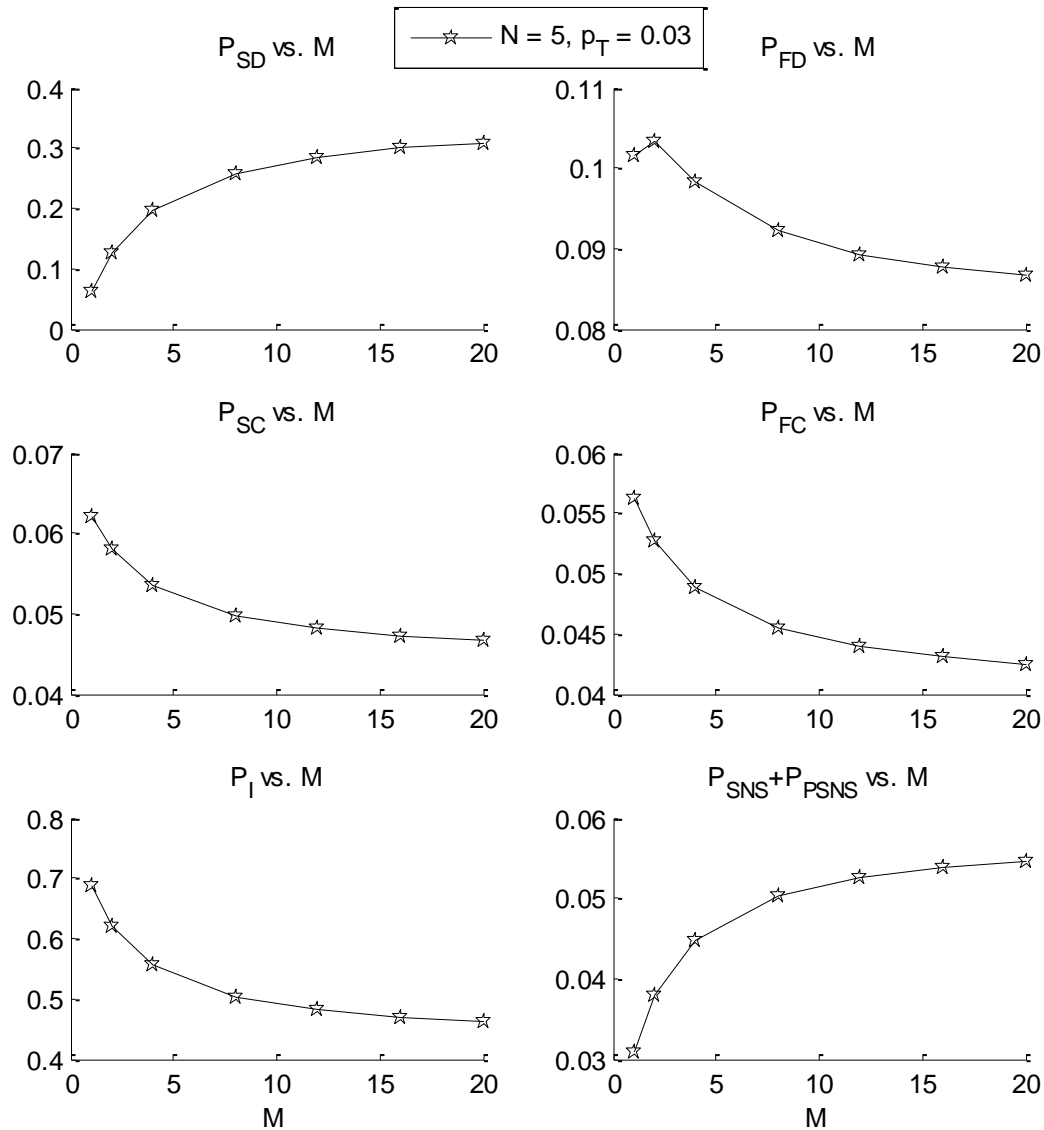 N = 5, p_T = 0.03
P_SD vs. M
P_FD vs. M
0.4
0.3
0.2
0.1
0
0 5 10 15 20
0.11
0.1
0.09
0.08
0 5 10 15 20
P_SC vs. M
P_FC vs. M
0.07
0.06
0.05
0.04
0 5 10 15 20
0.06
0.055
0.05
0.045
0.04
0 5 10 15 20
P_I vs. M
P_SNS+P_PSNS vs. M
0.8
0.7
0.6
0.5
0.4
0 5 10 15 20
M
0.06
0.05
0.04
0.03
0 5 10 15 20
M